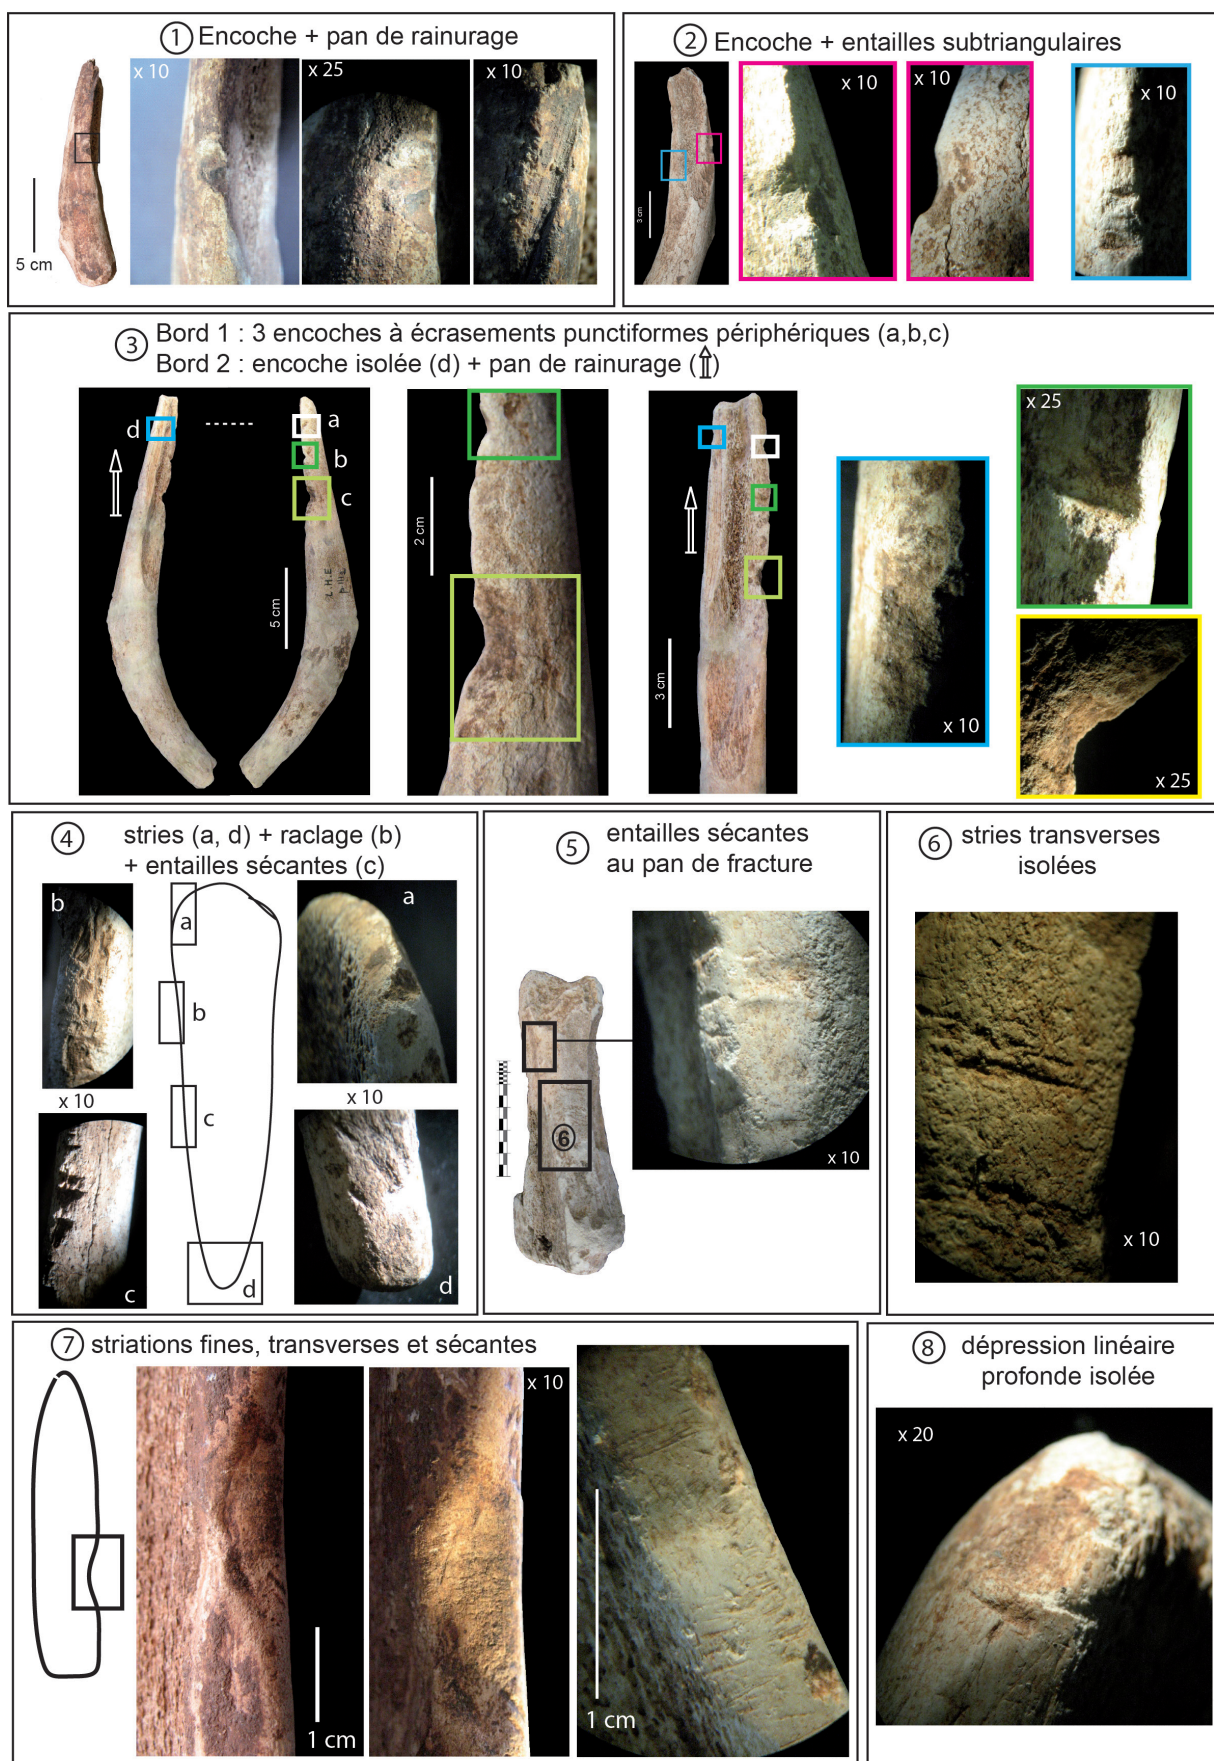 1 Encoche + pan de rainurage
x 10
x 25
x 10
5 cm
2 Encoche + entailles subtriangulaires
x 10
x 10
x 10
3 cm
3 Bord 1 : 3 encoches à écrasements punctiformes périphériques (a,b,c)
Bord 2 : encoche isolée (d) + pan de rainurage (⇑)
d
a
b
c
5 cm
2 cm
3 cm
x 10
x 25
x 25
4 stries (a, d) + raclage (b)
+ entailles sécantes (c)
b
a
a
b
x 10
c
x 10
c
d
d
5 entailles sécantes
au pan de fracture
6
x 10
6 stries transverses
isolées
x 10
7 striations fines, transverses et sécantes
x 10
1 cm
1 cm
8 dépression linéaire
profonde isolée
x 20